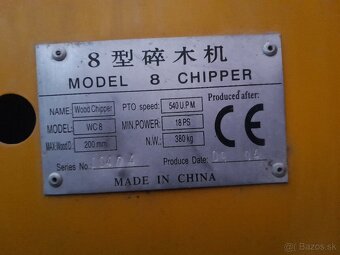 8型碎木机
MODEL 8 CHIPPER
NAME: Wood Chipper PTO speed: 540 U.P.M Produced after:
MODEL: WC 8 MIN.POWER: 18 PS CE
MAX.Wood.D. 200 mm N.W.: 380 kg
Series No. Produce Date:
MADE IN CHINA
© Bazos.sk